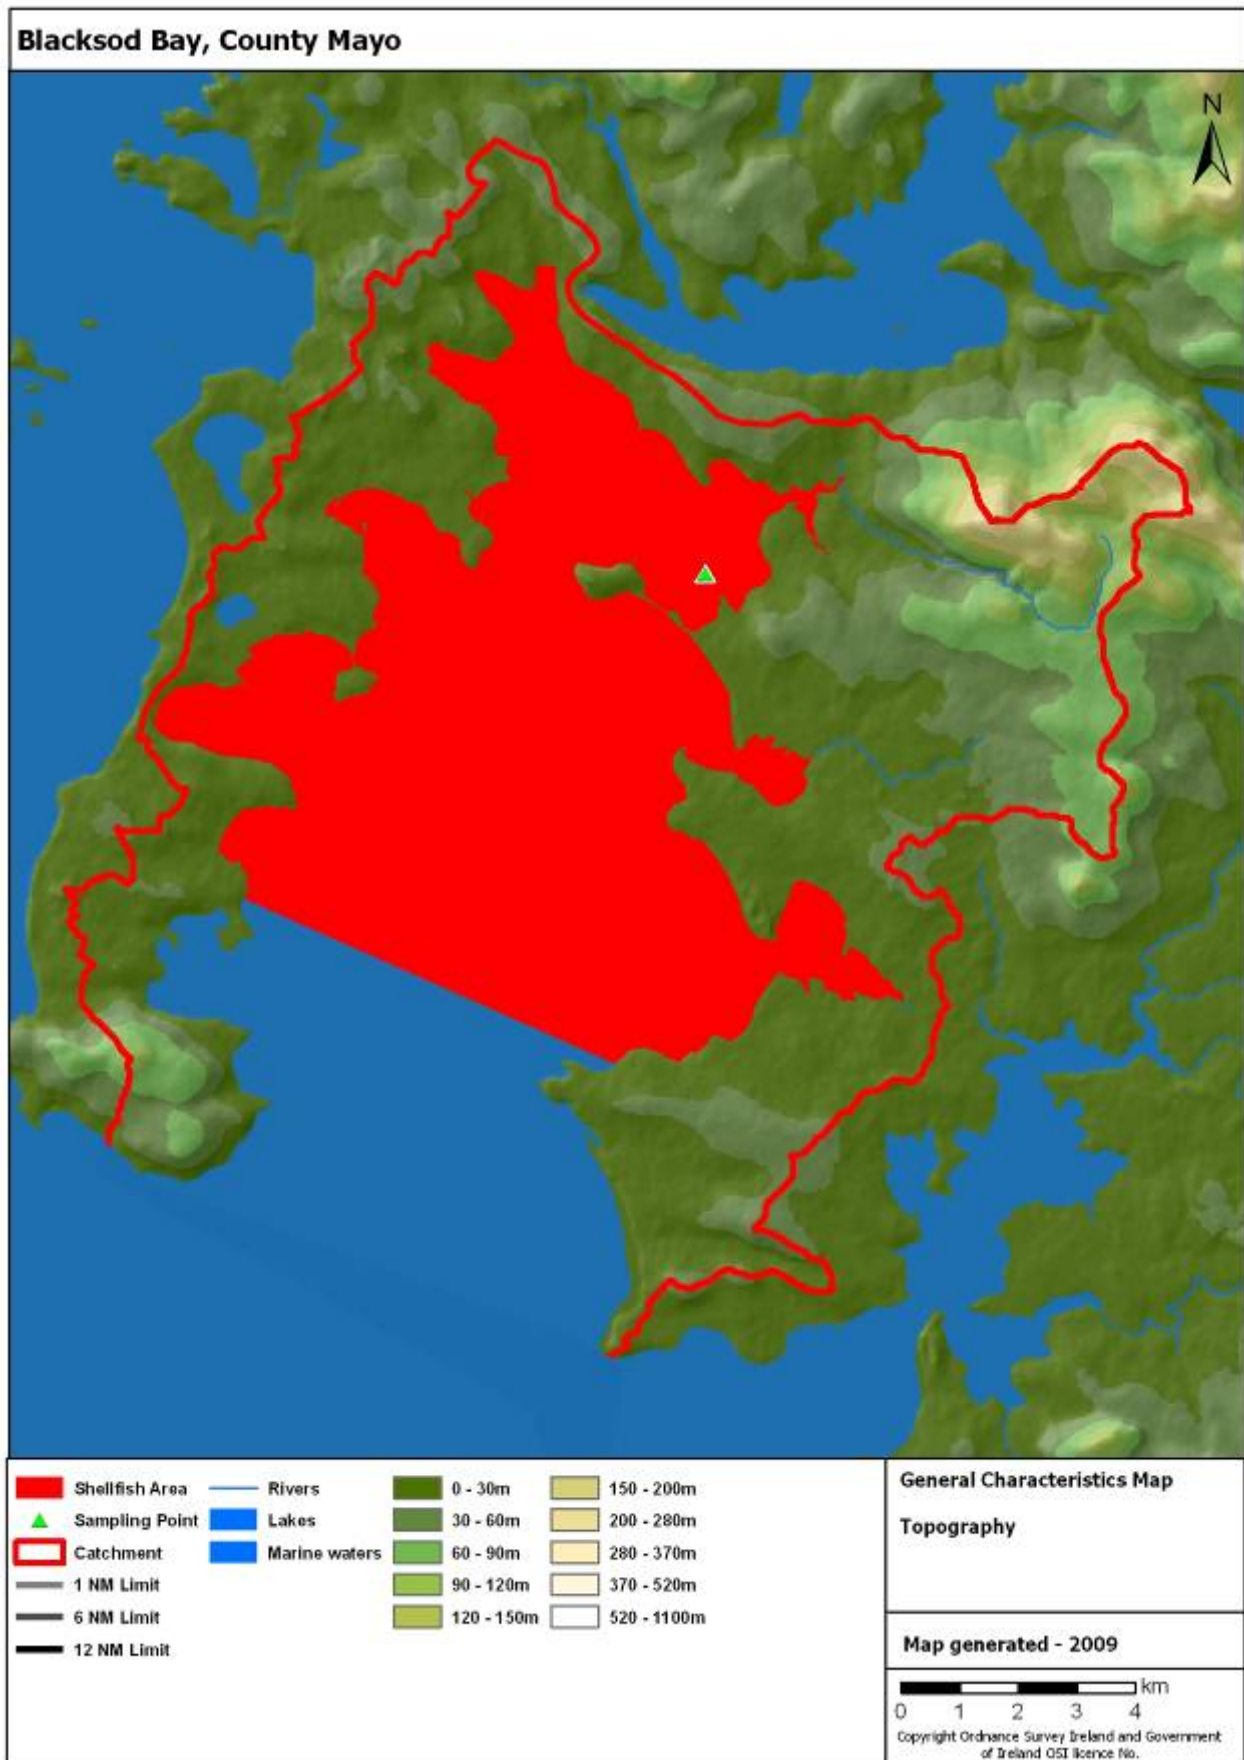 Blacksod Bay, County Mayo
N
Shellfish Area
Sampling Point
Catchment
1 NM Limit
6 NM Limit
12 NM Limit
Rivers
Lakes
Marine waters
0 - 30m
30 - 60m
60 - 90m
90 - 120m
120 - 150m
150 - 200m
200 - 280m
280 - 370m
370 - 520m
520 - 1100m
General Characteristics Map
Topography
Map generated - 2009
km
0 1 2 3 4
Copyright Ordnance Survey Ireland and Government
of Ireland OSI licence No.